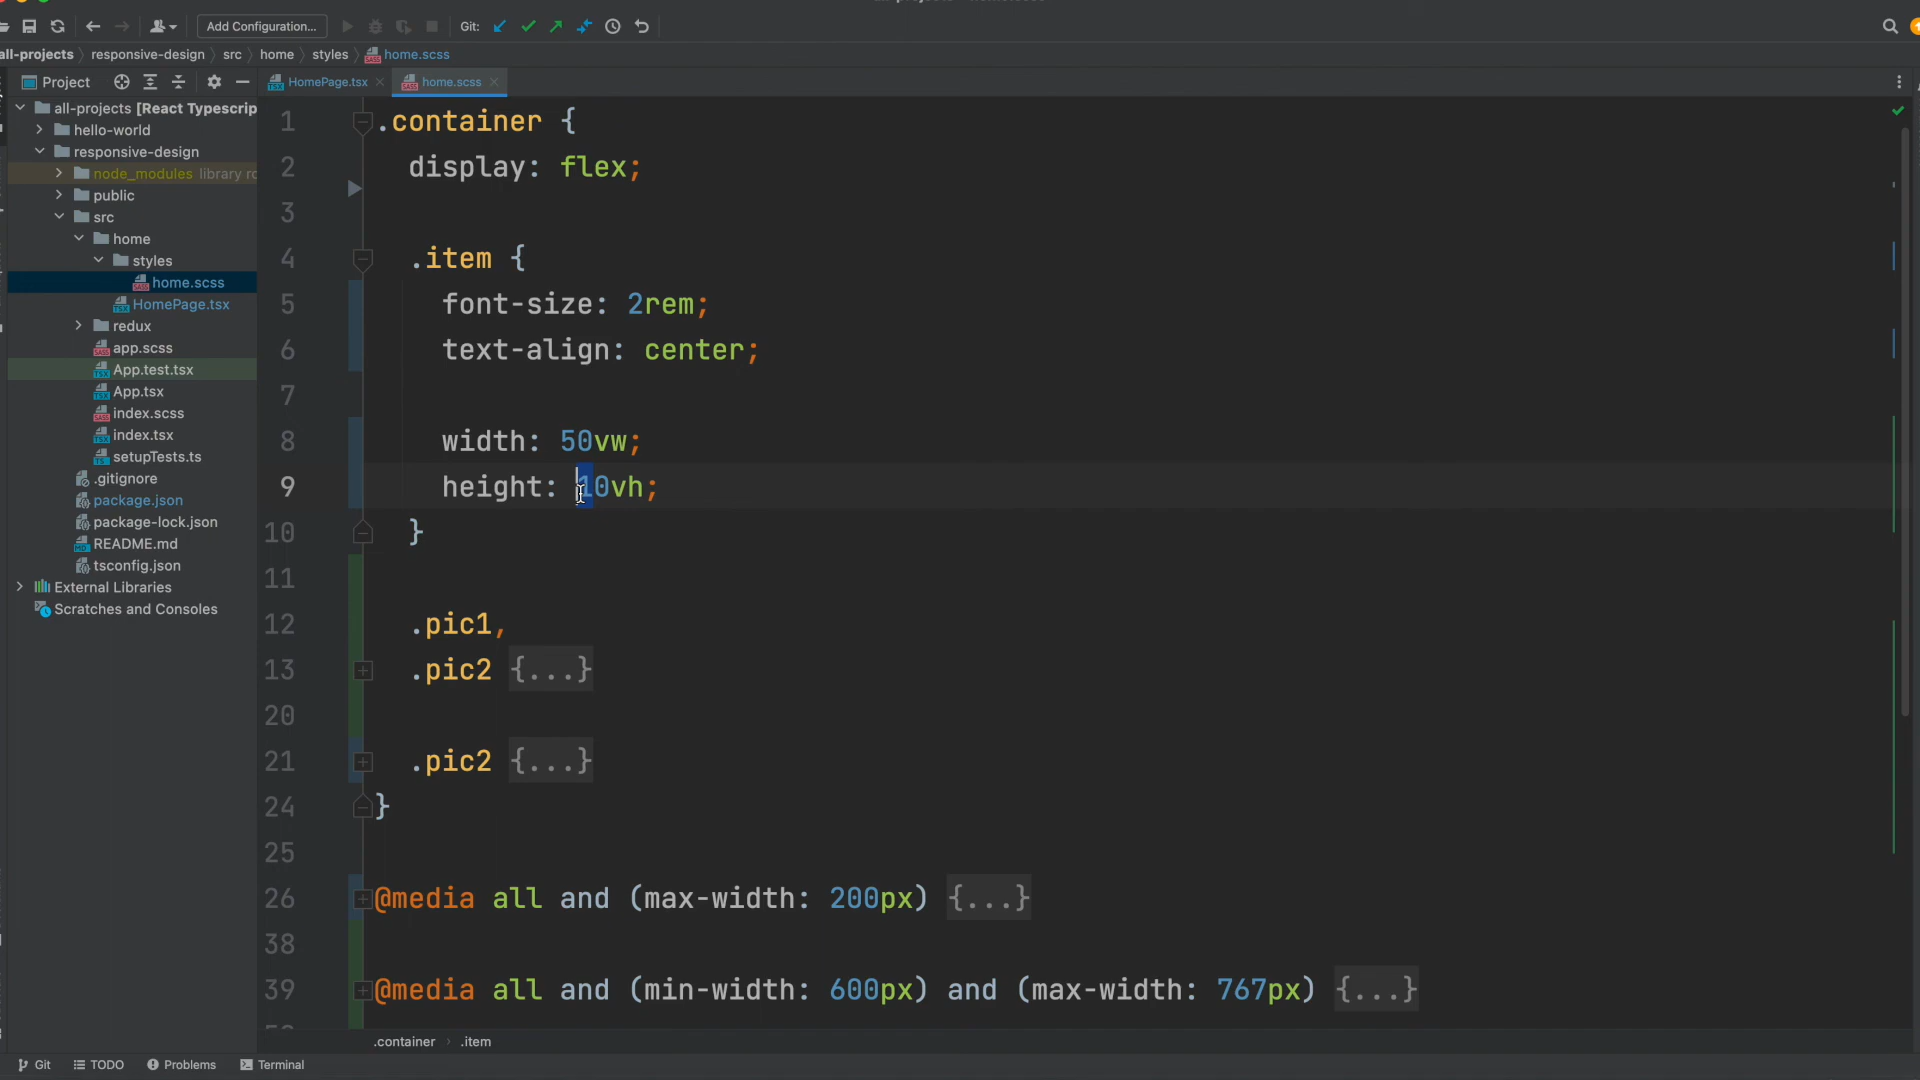 Add Configuration...
Git:
all-projects
responsive-design
src
home
styles
home.scss
Project
HomePage.tsx
home.scss
all-projects [React Typescrip
hello-world
responsive-design
node_modules library ro
public
src
home
styles
home.scss
HomePage.tsx
redux
app.scss
App.test.tsx
App.tsx
index.scss
index.tsx
setupTests.ts
.gitignore
package.json
package-lock.json
README.md
tsconfig.json
External Libraries
Scratches and Consoles
1 .container {
2 display: flex;
3
4 .item {
5 font-size: 2rem;
6 text-align: center;
7
8 width: 50vw;
9 height: 10vh;
10 }
11
12 .pic1,
13 .pic2 {...}
20
21 .pic2 {...}
24 }
25
26 @media all and (max-width: 200px) {...}
38
39 @media all and (min-width: 600px) and (max-width: 767px) {...}
.container
.item
Git
TODO
Problems
Terminal